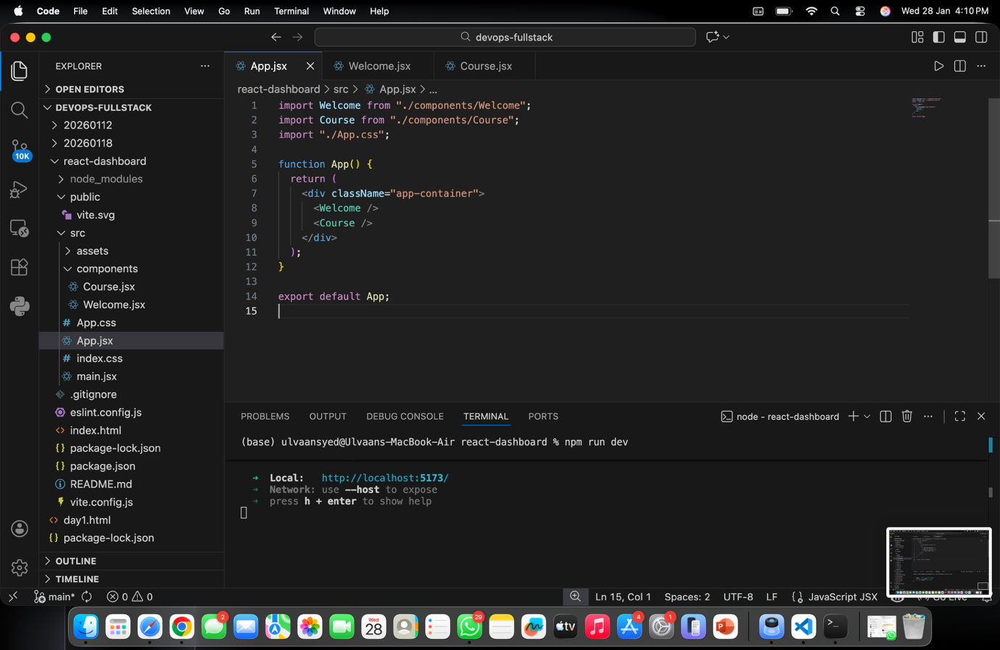 Code File Edit Selection View Go Run Terminal Window Help Wed 28 Jan 4:10 PM
devops-fullstack
EXPLORER
App.jsx Welcome.jsx Course.jsx
OPEN EDITORS
DEVOPS-FULLSTACK
20260112
20260118
react-dashboard
node_modules
public
vite.svg
src
assets
components
Course.jsx
Welcome.jsx
App.css
App.jsx
index.css
main.jsx
.gitignore
eslint.config.js
index.html
package-lock.json
package.json
README.md
vite.config.js
day1.html
package-lock.json
OUTLINE
TIMELINE
10K
react-dashboard > src > App.jsx > ...
1 import Welcome from "./components/Welcome";
2 import Course from "./components/Course";
3 import "./App.css";
4
5 function App() {
6 return (
7 <div className="app-container">
8 <Welcome />
9 <Course />
10 </div>
11 );
12 }
13
14 export default App;
15
PROBLEMS OUTPUT DEBUG CONSOLE TERMINAL PORTS
node - react-dashboard
(base) ulvaansyed@Ulvaans-MacBook-Air react-dashboard % npm run dev
➜ Local: http://localhost:5173/
➜ Network: use --host to expose
➜ press h + enter to show help
main* 0 0 Ln 15, Col 1 Spaces: 2 UTF-8 LF { } JavaScript JSX
2 Wed 28 29 tv 4 1 P >_